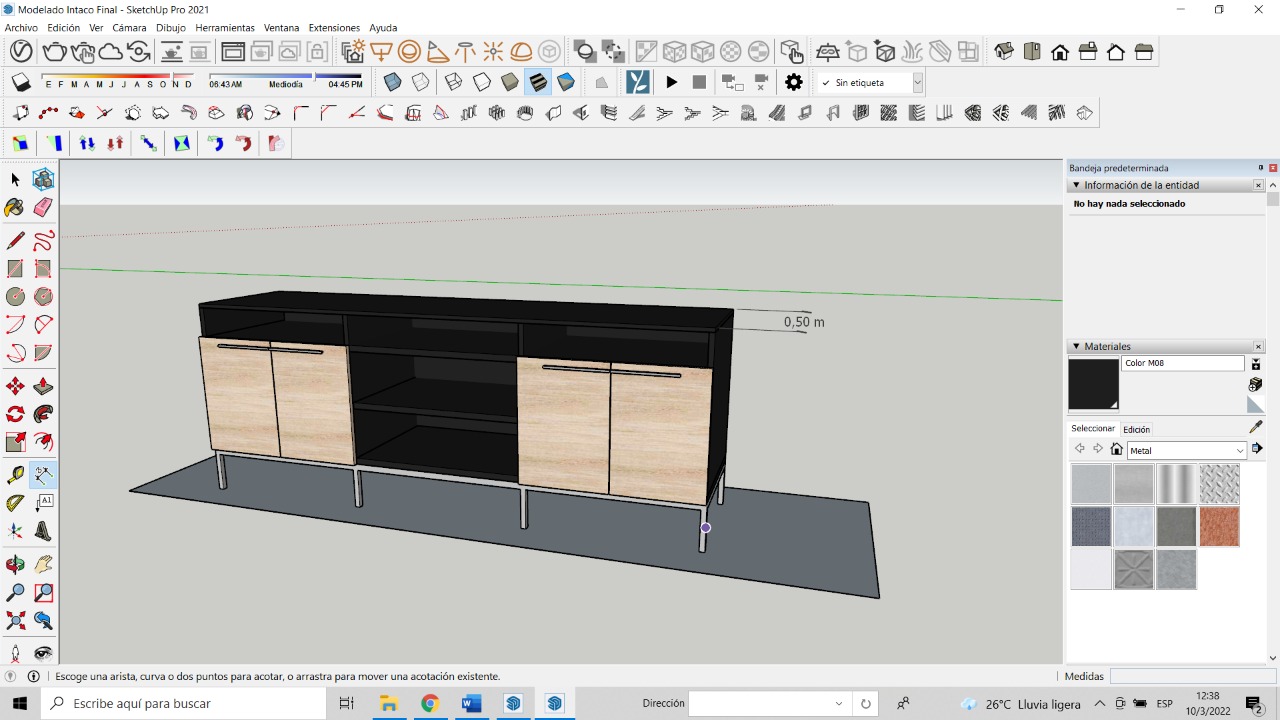 Modelado Intaco Final - SketchUp Pro 2021
Archivo Edición Ver Cámara Dibujo Herramientas Ventana Extensiones Ayuda
E F M A M J J A S O N D
06:43 AM Mediodía 04:45 PM
Sin etiqueta
Bandeja predeterminada
Información de la entidad
No hay nada seleccionado
0,50 m
Materiales
Color M08
Seleccionar Edición
Metal
A1
Escoge una arista, curva o dos puntos para acotar, o arrastra para mover una acotación existente.
Medidas
Escribe aquí para buscar
Dirección
26°C Lluvia ligera
ESP
12:38
10/3/2022
2